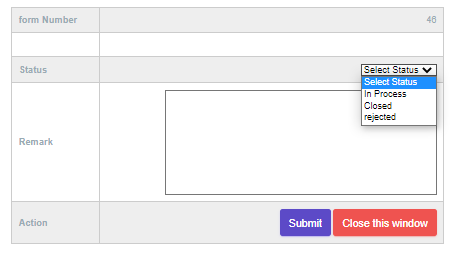 form Number 46
Status Select Status
Select Status
In Process
Closed
rejected
Remark
Action Submit Close this window